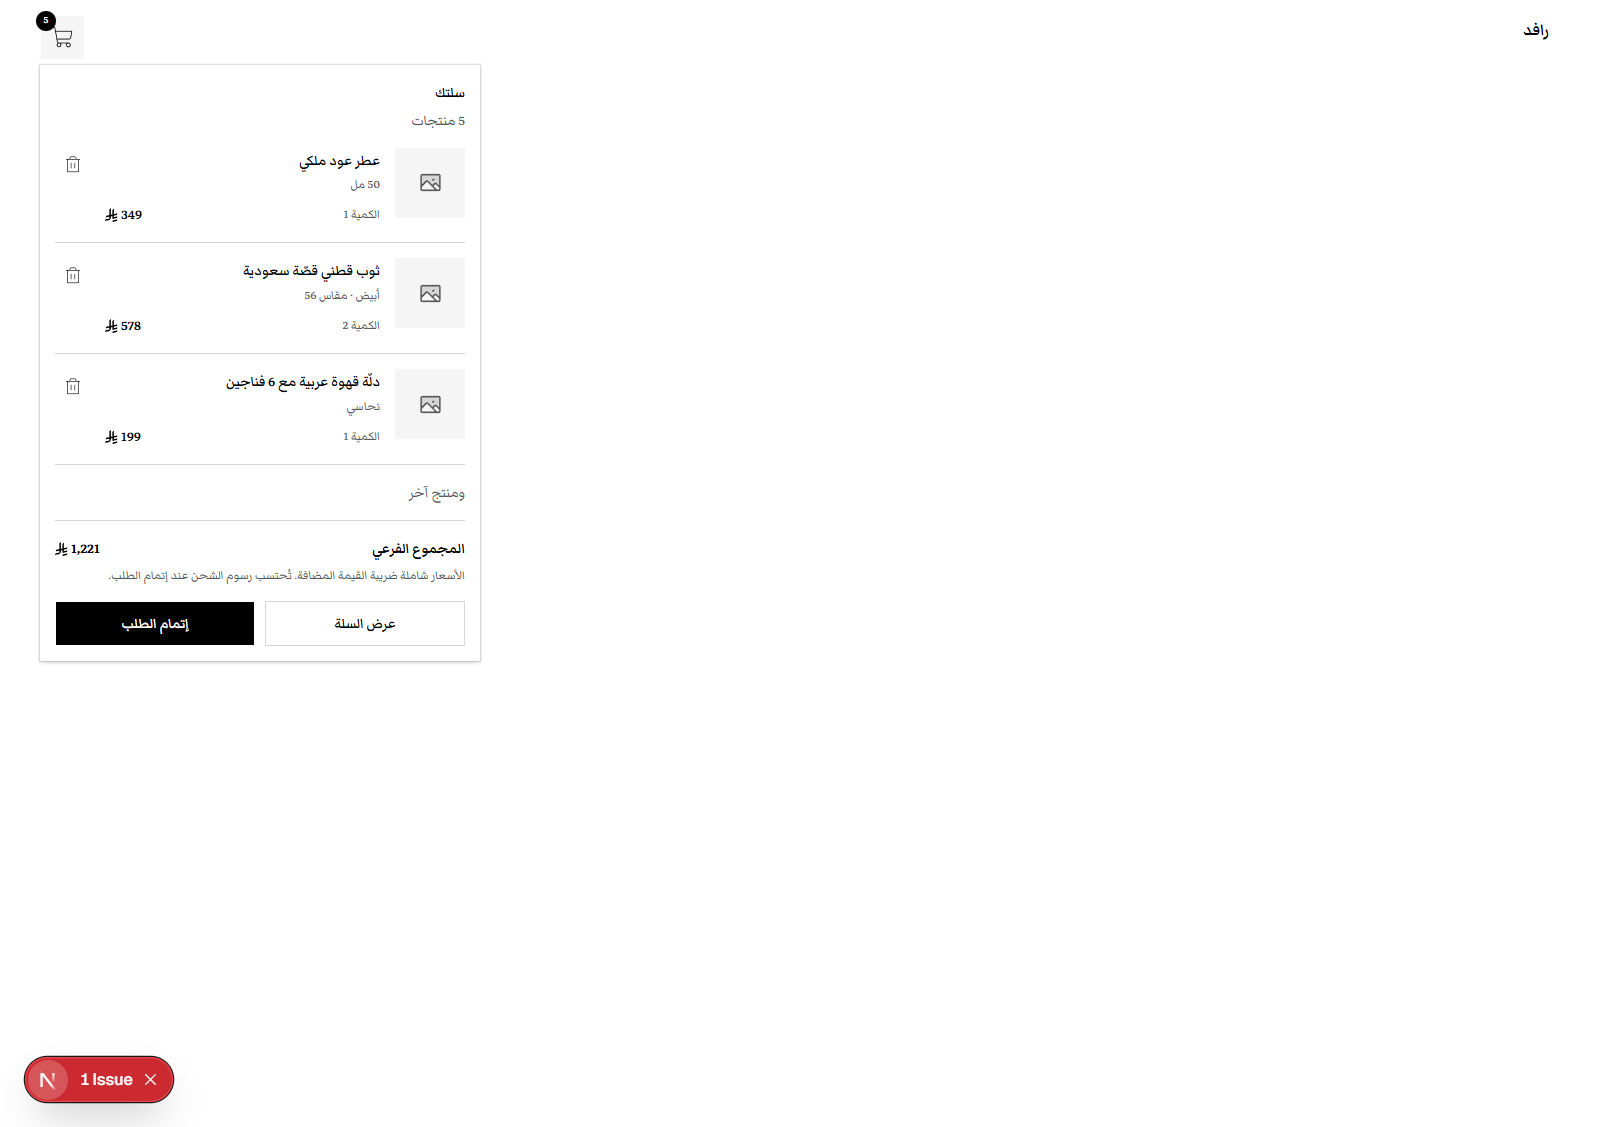 رافد
5
سلتك
5 منتجات
عطر عود ملكي
50 مل
الكمية 1
349
ثوب قطني قصّة سعودية
أبيض · مقاس 56
الكمية 2
578
دلّة قهوة عربية مع 6 فناجين
نحاسي
الكمية 1
199
ومنتج آخر
المجموع الفرعي
1,221
الأسعار شاملة ضريبة القيمة المضافة. تُحتسب رسوم الشحن عند إتمام الطلب.
عرض السلة
إتمام الطلب
1 Issue